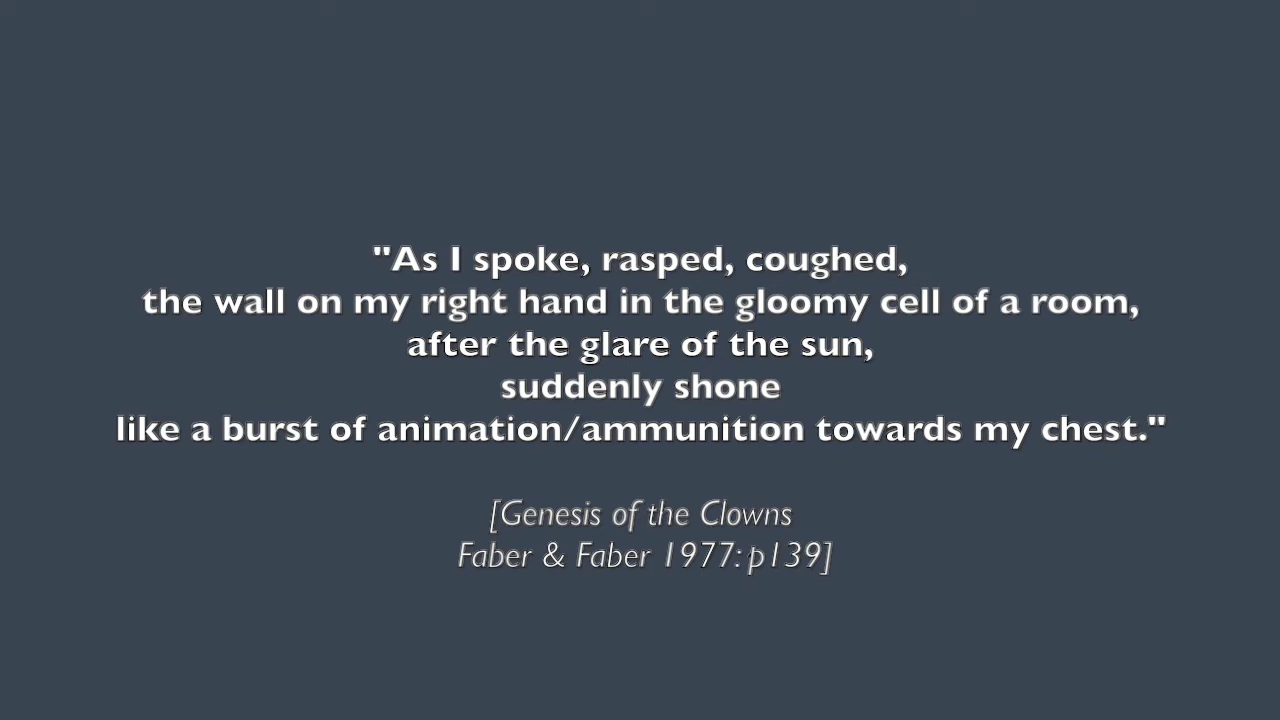 "As I spoke, rasped, coughed,
the wall on my right hand in the gloomy cell of a room,
after the glare of the sun,
suddenly shone
like a burst of animation/ammunition towards my chest."
[Genesis of the Clowns
Faber & Faber 1977: p139]